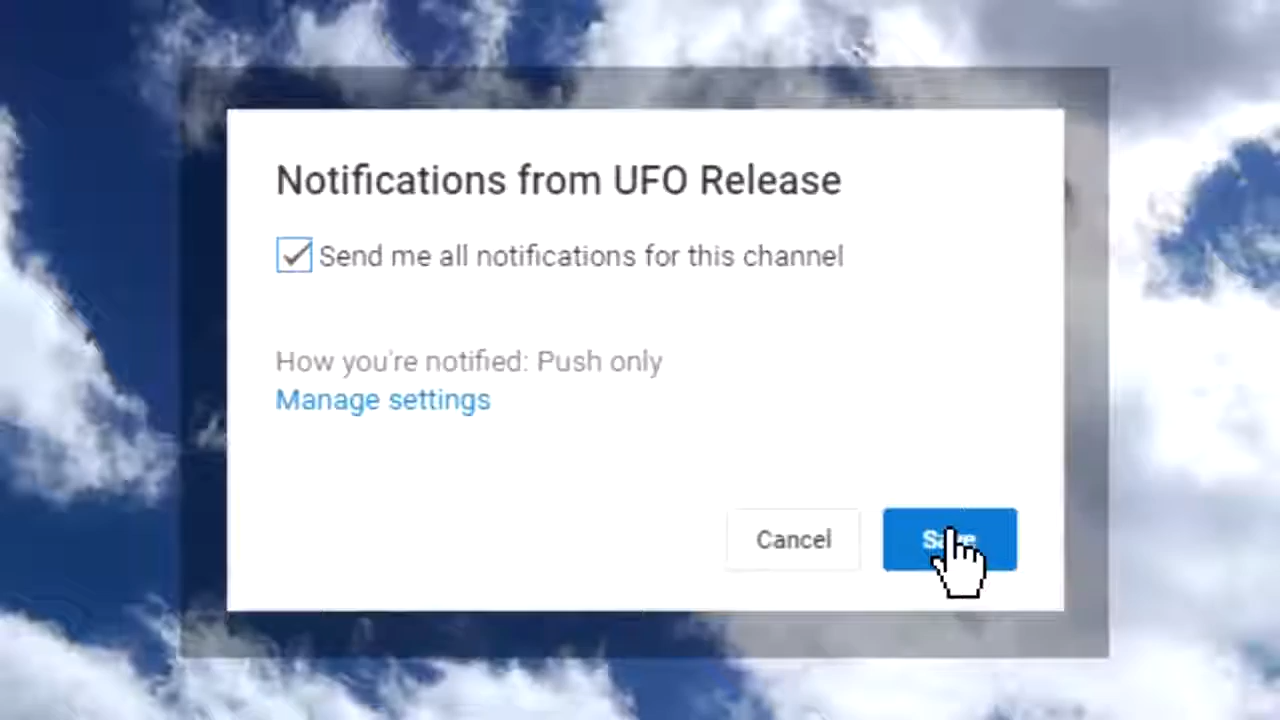 Notifications from UFO Release
Send me all notifications for this channel
How you're notified: Push only
Manage settings
Cancel
Save